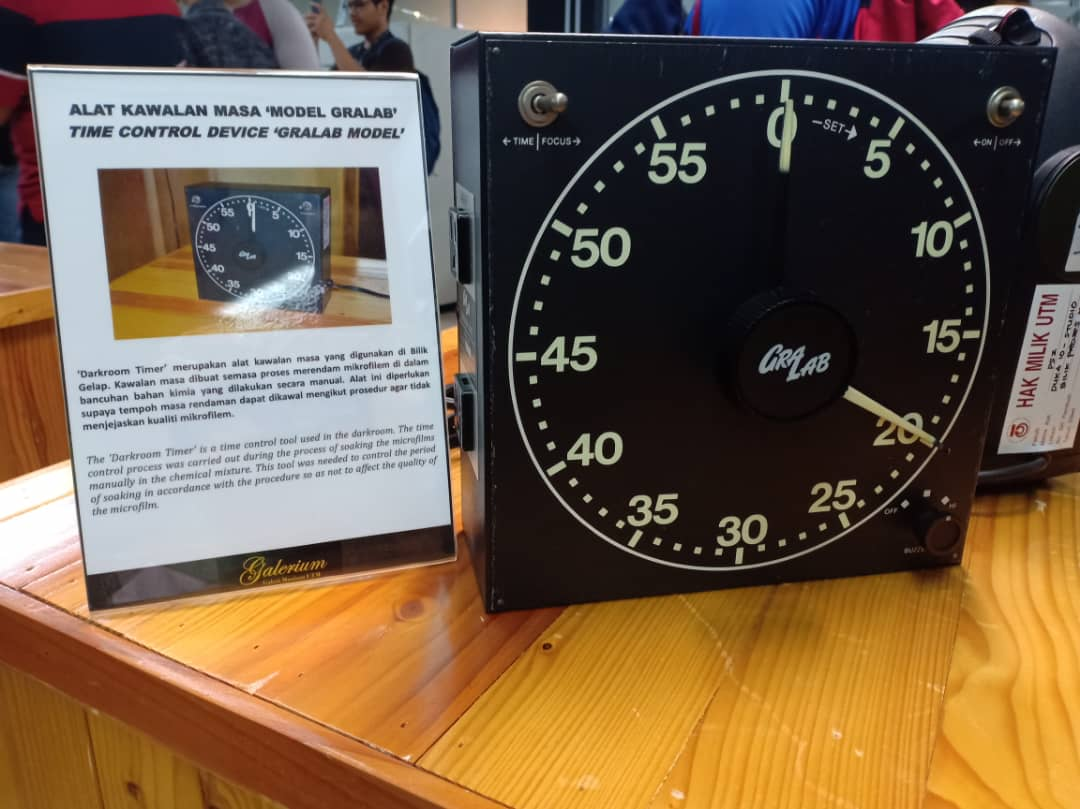 ALAT KAWALAN MASA ‘MODEL GRALAB’
TIME CONTROL DEVICE ‘GRALAB MODEL’
'Darkroom Timer' merupakan alat kawalan masa yang digunakan di Bilik
Gelap. Kawalan masa dibuat semasa proses merendam mikrofilem di dalam
bancuhan bahan kimia yang dilakukan secara manual. Alat ini diperlukan
supaya tempoh masa rendaman dapat dikawal mengikut prosedur agar tidak
menjejaskan kualiti mikrofilem.
The 'Darkroom Timer' is a time control tool used in the darkroom. The time
control process was carried out during the process of soaking the microfilms
manually in the chemical mixture. This tool was needed to control the period
of soaking in accordance with the procedure so as not to affect the quality of
the microfilm.
Galerium
←TIME|FOCUS→
←ON|OFF→
0
—SET→
5
10
15
20
25
30
35
40
45
50
55
GRALAB
OFF
HI
HAK MILIK UTM